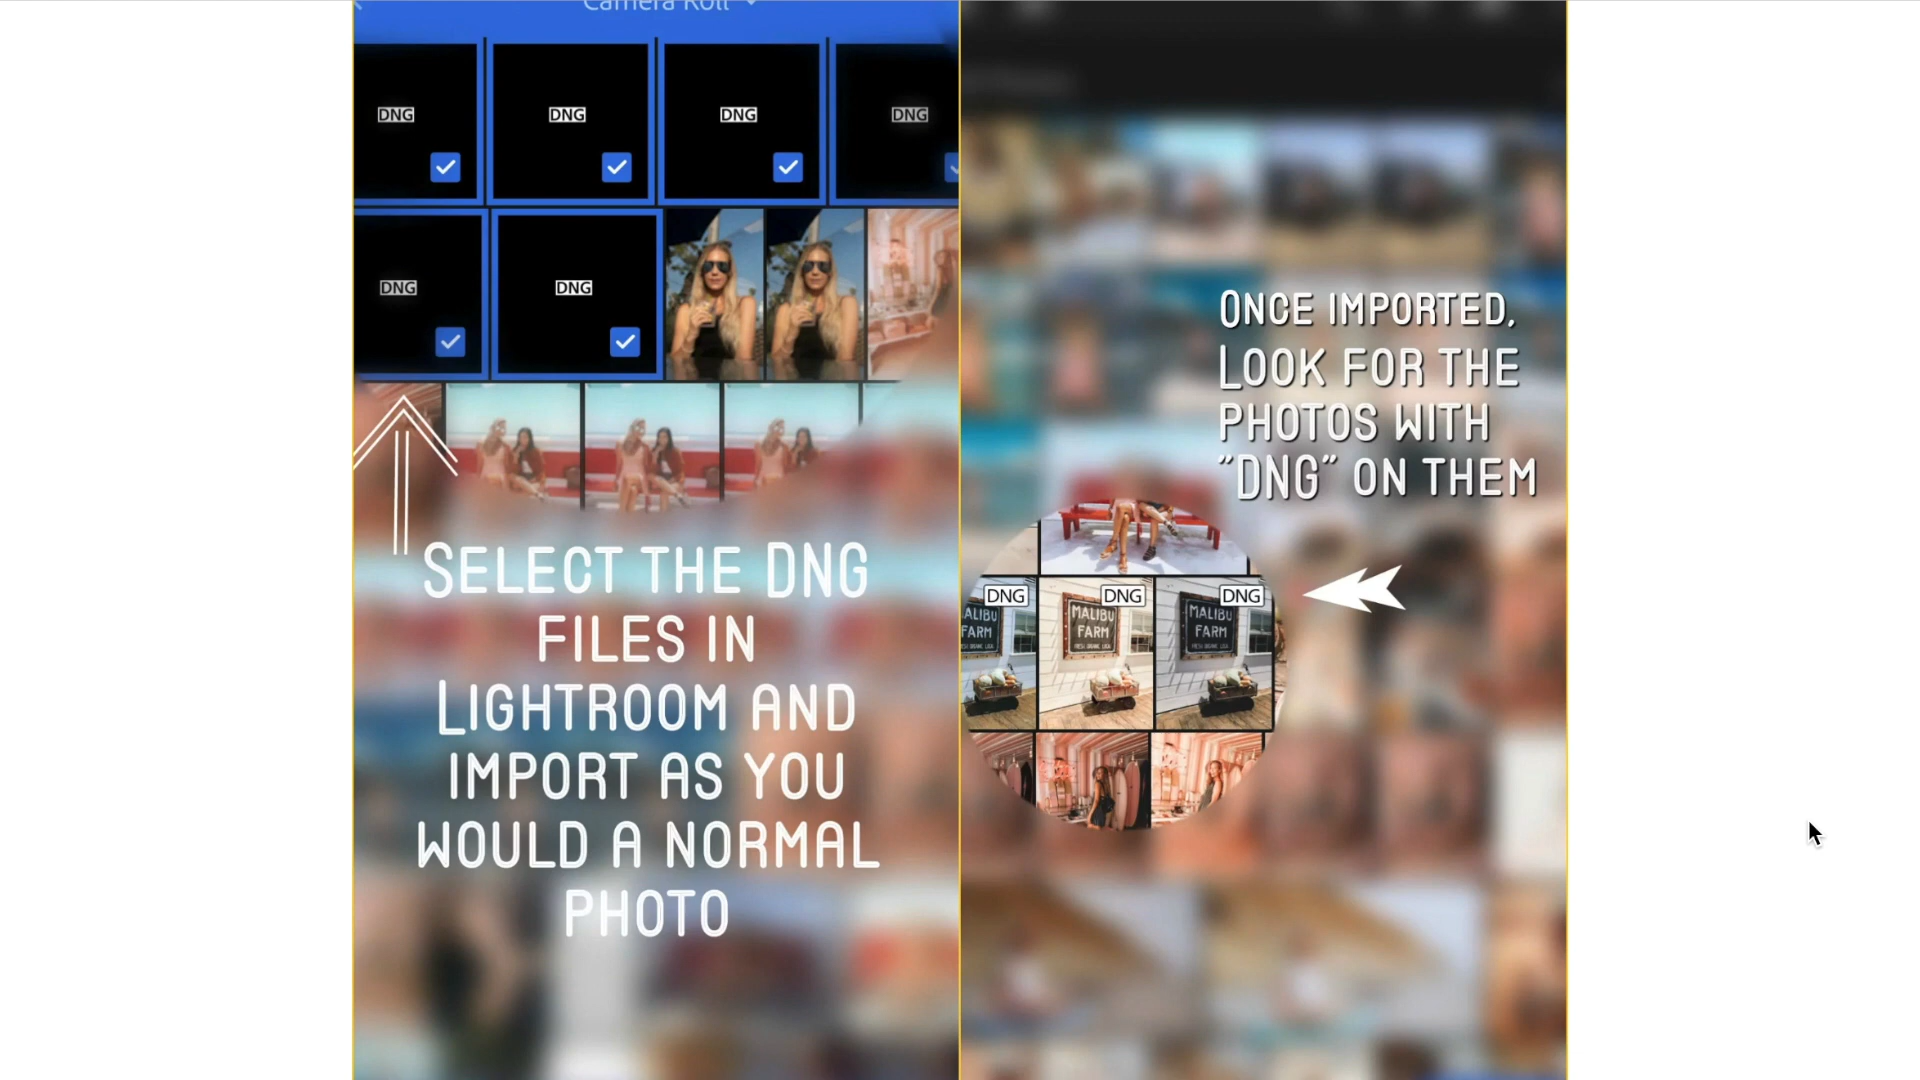 Camera Roll
DNG
DNG
DNG
DNG
DNG
DNG
SELECT THE DNG
FILES IN
LIGHTROOM AND
IMPORT AS YOU
WOULD A NORMAL
PHOTO
ONCE IMPORTED,
LOOK FOR THE
PHOTOS WITH
"DNG" ON THEM
DNG
DNG
DNG
ALIBU
FARM
MALIBU
FARM
MALIBU
FARM